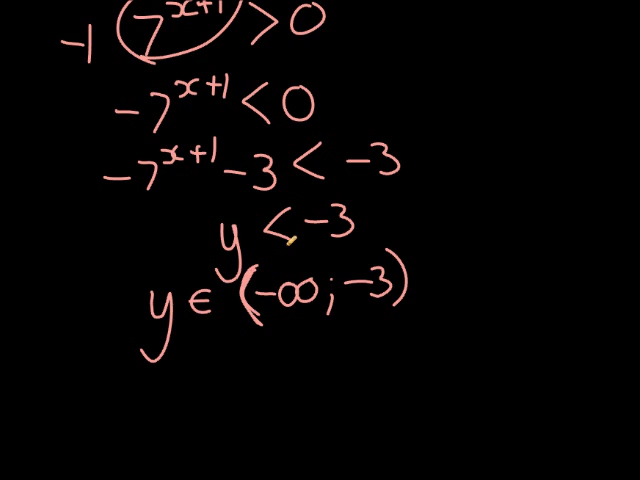 -1 7^{x+1} > 0
-7^{x+1} < 0
-7^{x+1} - 3 < -3
y < -3
y ∈ (-∞; -3)